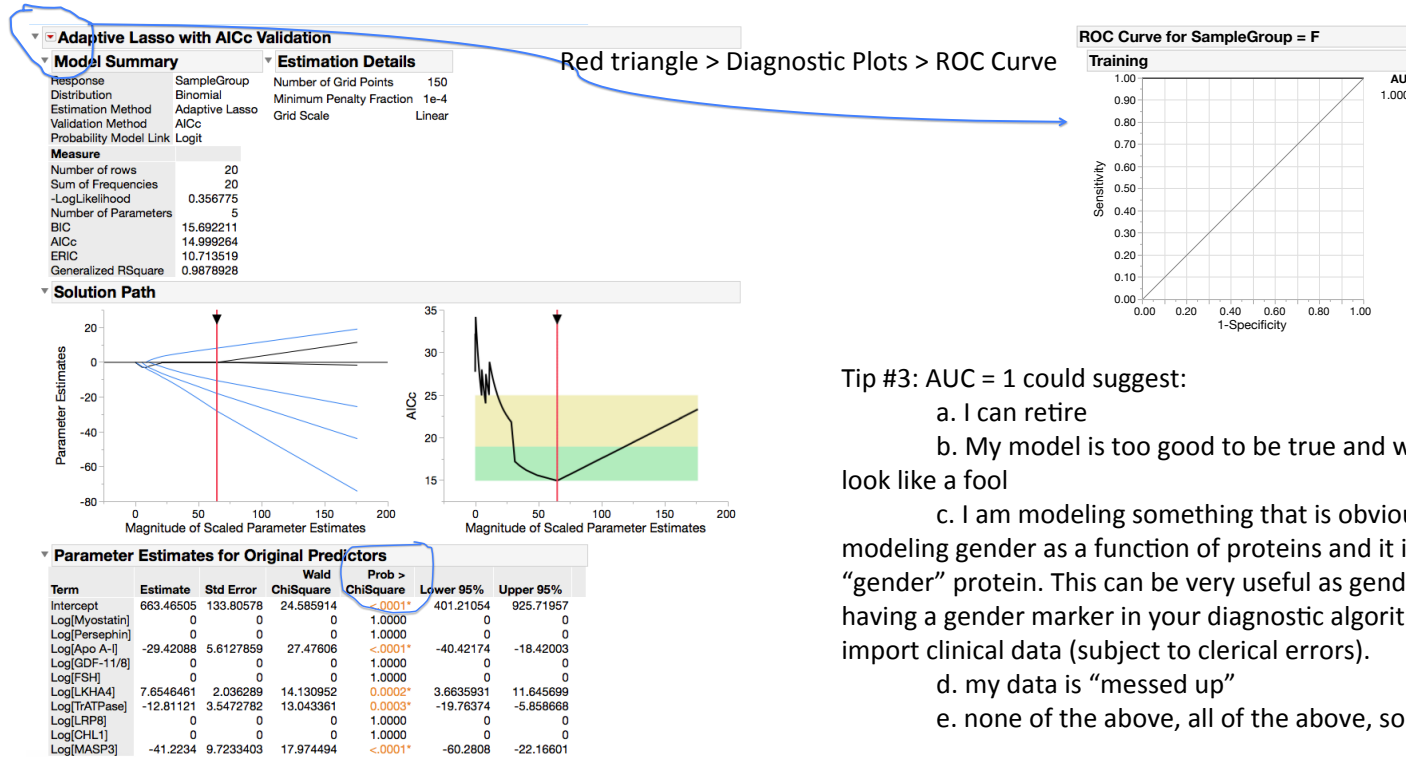 Adaptive Lasso with AICc Validation
Model Summary
Response SampleGroup
Distribution Binomial
Estimation Method Adaptive Lasso
Validation Method AICc
Probability Model Link Logit
Measure
Number of rows 20
Sum of Frequencies 20
-LogLikelihood 0.356775
Number of Parameters 5
BIC 15.692211
AICc 14.999264
ERIC 10.713519
Generalized RSquare 0.9878928
Estimation Details
Number of Grid Points 150
Minimum Penalty Fraction 1e-4
Grid Scale Linear
Red triangle > Diagnostic Plots > ROC Curve
ROC Curve for SampleGroup = F
Training
AU
1.000
1.00
0.90
0.80
0.70
0.60
0.50
0.40
0.30
0.20
0.10
0.00
Sensitivity
0.00 0.20 0.40 0.60 0.80 1.00
1-Specificity
Solution Path
20
0
-20
-40
-60
-80
Parameter Estimates
0 50 100 150 200
Magnitude of Scaled Parameter Estimates
35
30
25
20
15
AICc
0 50 100 150 200
Magnitude of Scaled Parameter Estimates
Parameter Estimates for Original Predictors
Wald Prob >
Term Estimate Std Error ChiSquare ChiSquare Lower 95% Upper 95%
Intercept 663.46505 133.80578 24.585914 <.0001* 401.21054 925.71957
Log[Myostatin] 0 0 0 1.0000 0 0
Log[Persephin] 0 0 0 1.0000 0 0
Log[Apo A-I] -29.42088 5.6127859 27.47606 <.0001* -40.42174 -18.42003
Log[GDF-11/8] 0 0 0 1.0000 0 0
Log[FSH] 0 0 0 1.0000 0 0
Log[LKHA4] 7.6546461 2.036289 14.130952 0.0002* 3.6635931 11.645699
Log[TrATPase] -12.81121 3.5472782 13.043361 0.0003* -19.76374 -5.858668
Log[LRP8] 0 0 0 1.0000 0 0
Log[CHL1] 0 0 0 1.0000 0 0
Log[MASP3] -41.2234 9.7233403 17.974494 <.0001* -60.2808 -22.16601
Tip #3: AUC = 1 could suggest:
a. I can retire
b. My model is too good to be true and w
look like a fool
c. I am modeling something that is obviou
modeling gender as a function of proteins and it i
“gender” protein. This can be very useful as gend
having a gender marker in your diagnostic algorit
import clinical data (subject to clerical errors).
d. my data is “messed up”
e. none of the above, all of the above, so